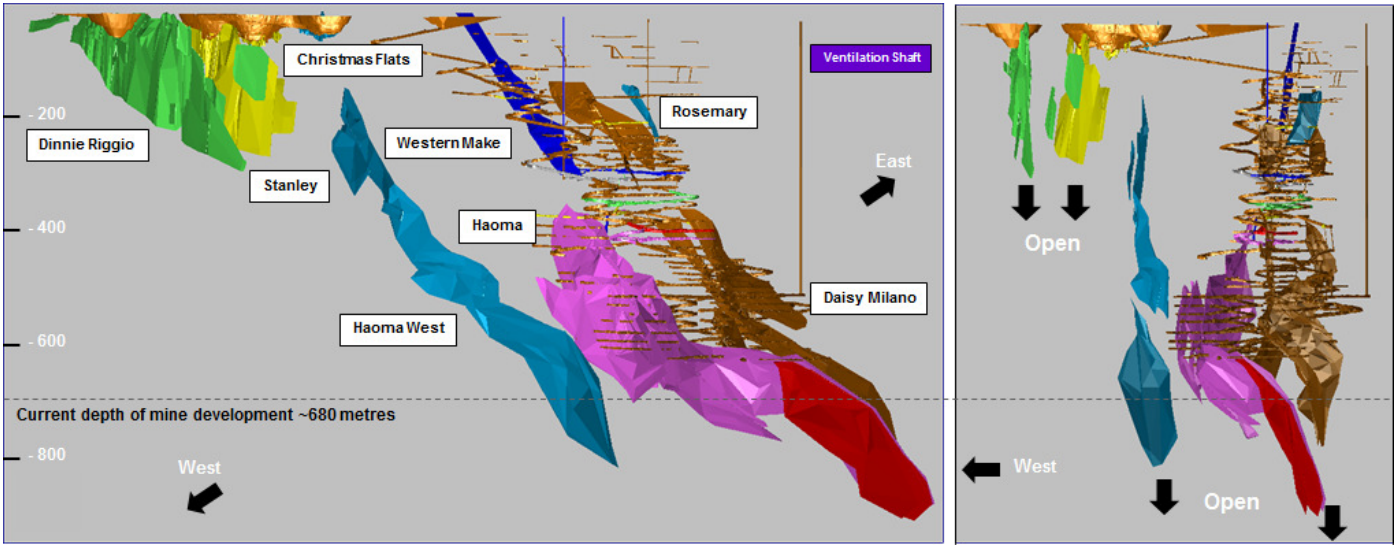 Christmas Flats
Ventilation Shaft
- 200
Rosemary
Dinnie Riggio
Western Make
East
Stanley
- 400
Haoma
Open
Daisy Milano
Haoma West
- 600
Current depth of mine development ~680 metres
- 800
West
West
Open